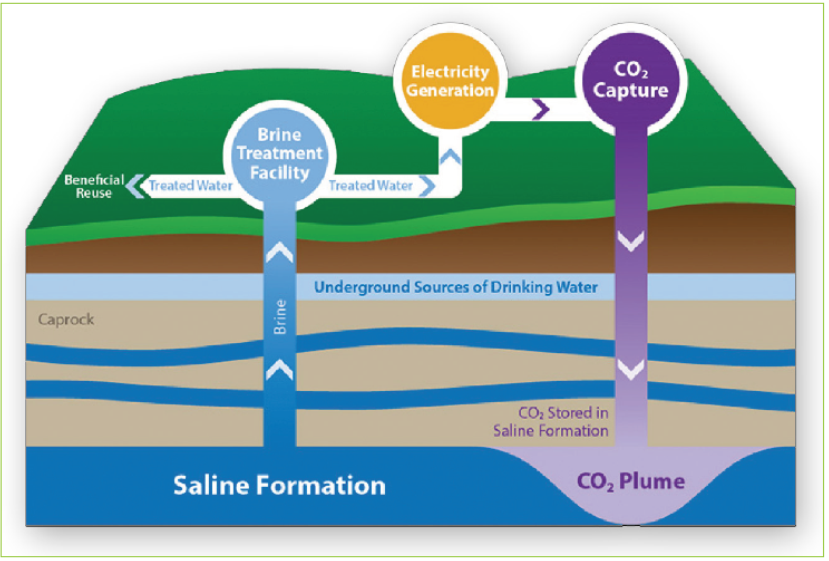 Electricity
Generation
CO₂
Capture
Brine
Treatment
Facility
Beneficial
Reuse
Treated Water
Treated Water
Underground Sources of Drinking Water
Caprock
Brine
CO₂ Stored in
Saline Formation
Saline Formation
CO₂ Plume